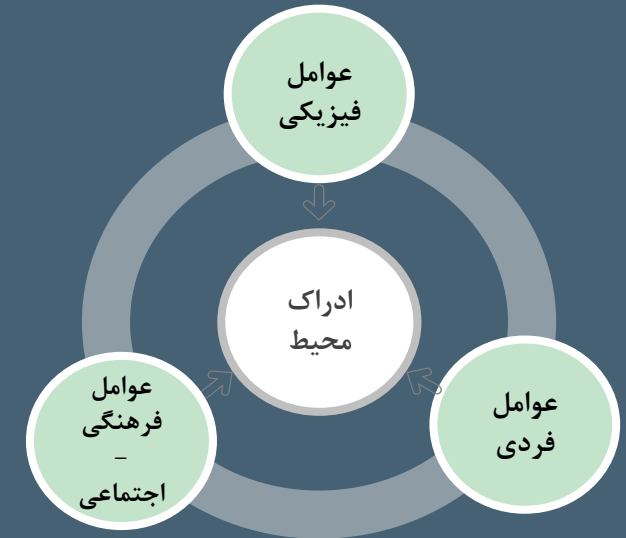 عوامل
فیزیکی
ادراک
محیط
عوامل
فردی
عوامل
فرهنگی
–
اجتماعی